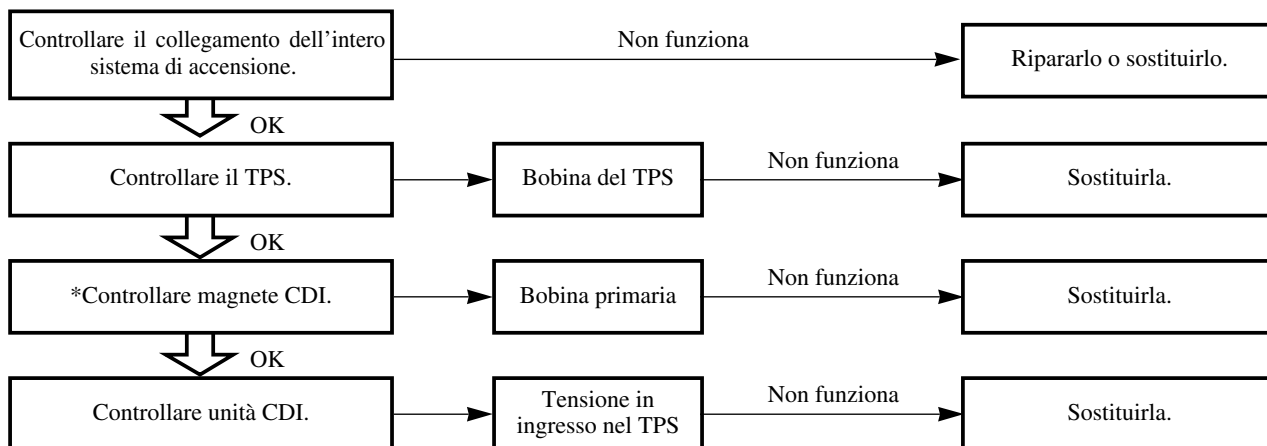 Controllare il collegamento dell'intero
sistema di accensione.
Non funziona
Ripararlo o sostituirlo.
OK
Controllare il TPS.
Bobina del TPS
Non funziona
Sostituirla.
OK
*Controllare magnete CDI.
Bobina primaria
Non funziona
Sostituirla.
OK
Controllare unità CDI.
Tensione in
ingresso nel TPS
Non funziona
Sostituirla.